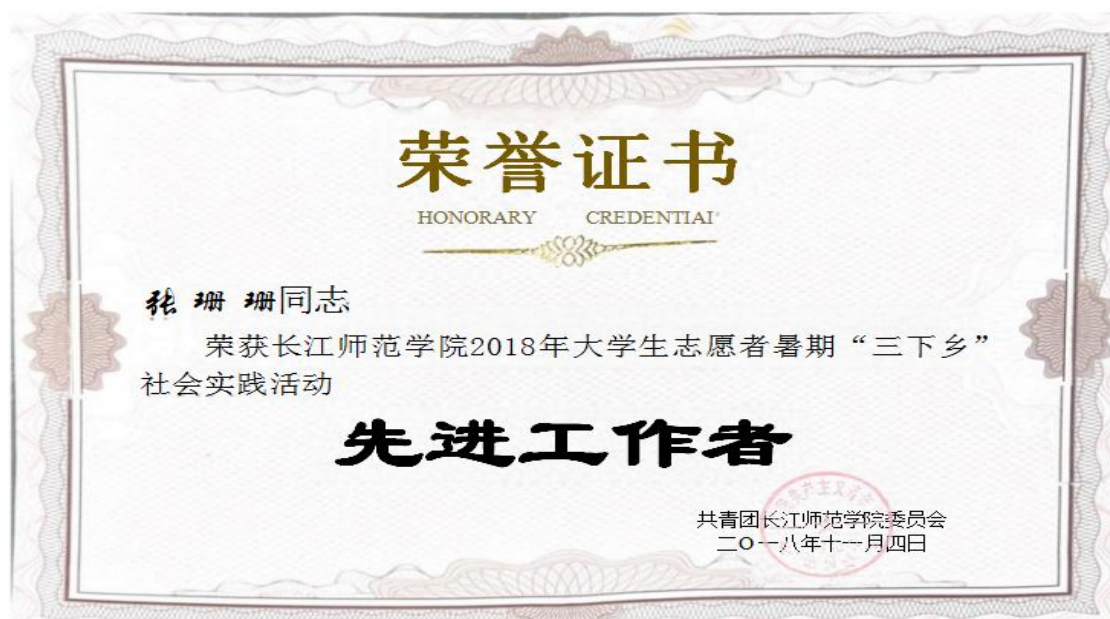 荣誉证书
HONORARY CREDENTIAL
张 珊 珊同志
荣获长江师范学院2018年大学生志愿者暑期“三下乡”
社会实践活动
先进工作者
共青团长江师范学院委员会
二〇一八年十一月四日